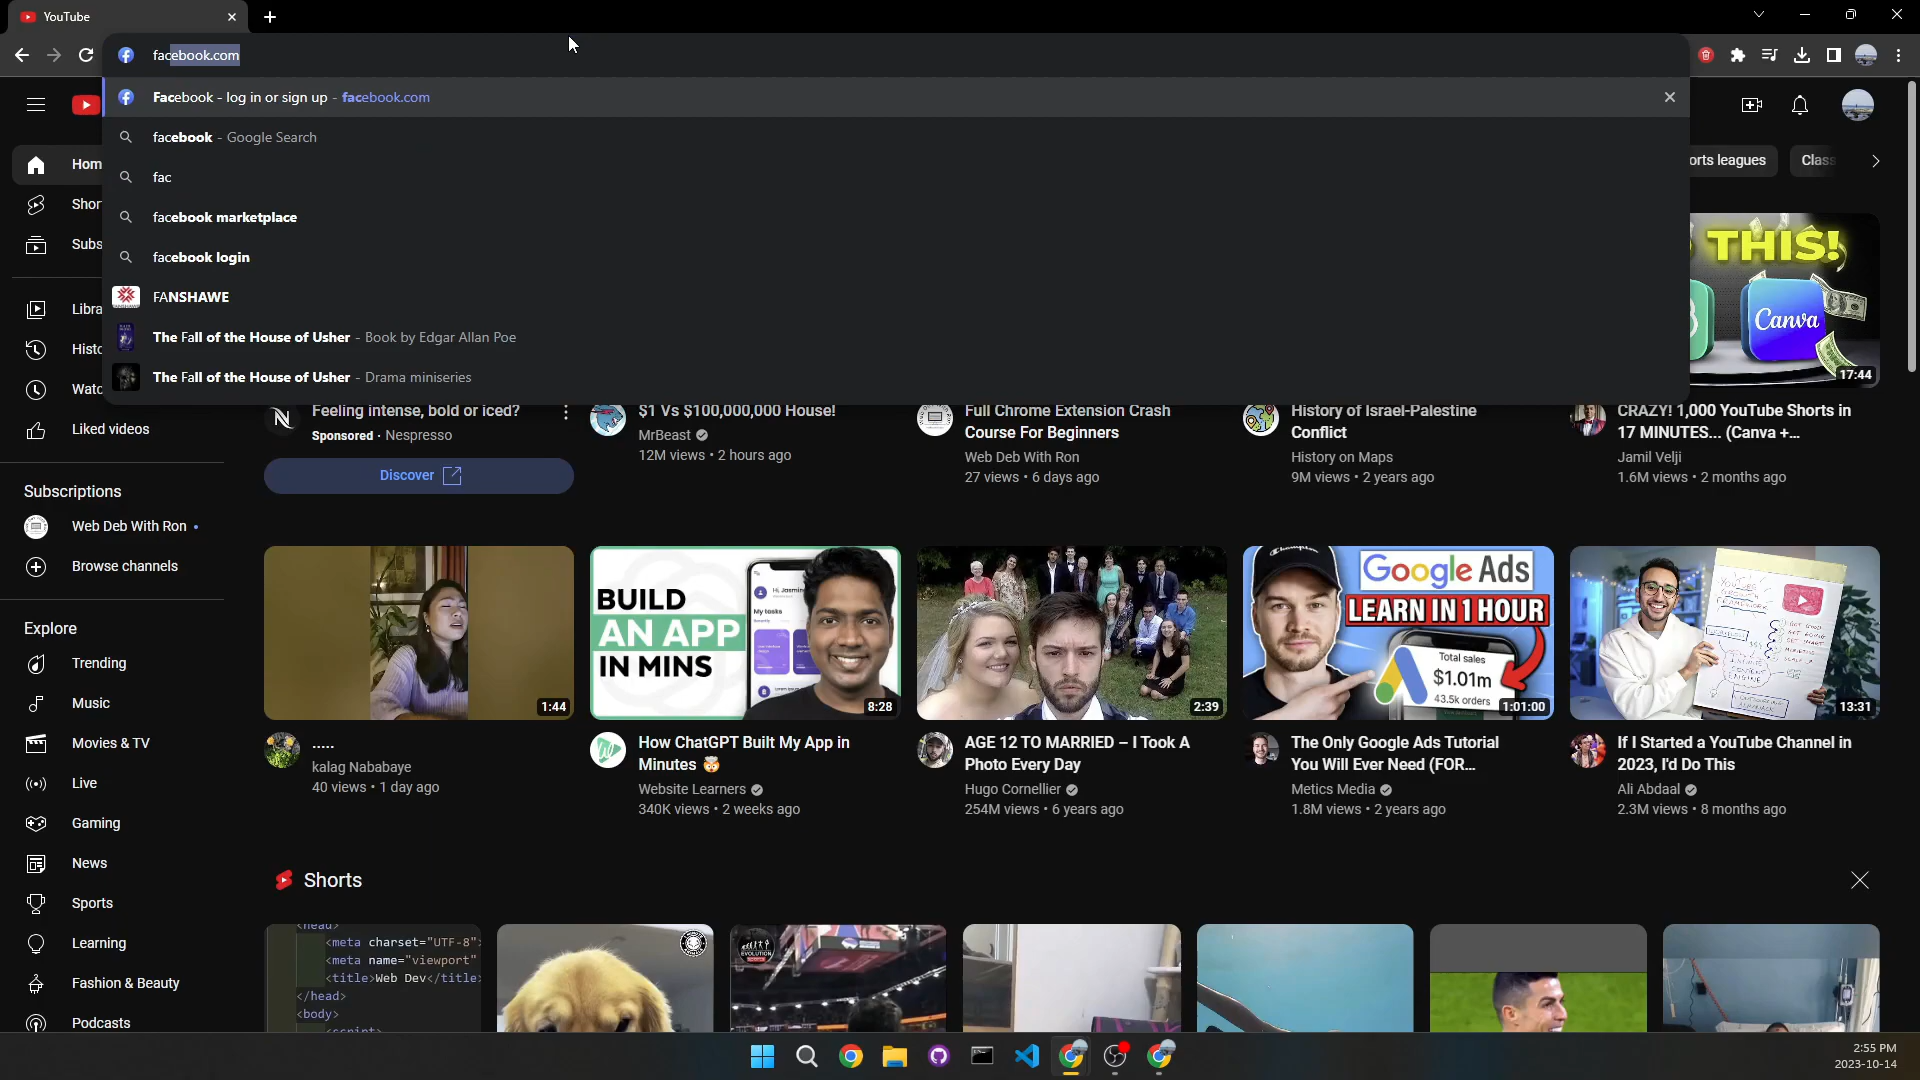 YouTube
facebook.com
Facebook - log in or sign up - facebook.com
facebook - Google Search
fac
facebook marketplace
facebook login
FANSHAWE
The Fall of the House of Usher - Book by Edgar Allan Poe
The Fall of the House of Usher - Drama miniseries
Hom
Shor
Subs
Libra
Histo
Watc
Liked videos
Subscriptions
Web Deb With Ron
Browse channels
Explore
Trending
Music
Movies & TV
Live
Gaming
News
Sports
Learning
Fashion & Beauty
Podcasts
orts leagues
Class
THIS!
Canva
17:44
Feeling intense, bold or iced?
Sponsored · Nespresso
Discover
$1 Vs $100,000,000 House!
MrBeast
12M views • 2 hours ago
Full Chrome Extension Crash
Course For Beginners
Web Deb With Ron
27 views • 6 days ago
History of Israel-Palestine
Conflict
History on Maps
9M views • 2 years ago
CRAZY! 1,000 YouTube Shorts in
17 MINUTES... (Canva +...
Jamil Velji
1.6M views • 2 months ago
1:44
.....
kalag Nababaye
40 views • 1 day ago
BUILD
AN APP
IN MINS
Hi, Jasmin
My tasks
8:28
How ChatGPT Built My App in
Minutes 🤯
Website Learners
340K views • 2 weeks ago
2:39
AGE 12 TO MARRIED – I Took A
Photo Every Day
Hugo Cornellier
254M views • 6 years ago
Champion
Google Ads
LEARN IN 1 HOUR
Total sales
$1.01m
43.5k orders
1:01:00
The Only Google Ads Tutorial
You Will Ever Need (FOR...
Metics Media
1.8M views • 2 years ago
13:31
If I Started a YouTube Channel in
2023, I'd Do This
Ali Abdaal
2.3M views • 8 months ago
Shorts
<head>
<meta charset="UTF-8">
<meta name="viewport"
<title>Web Dev</title>
</head>
<body>
<script>
EVOLUTION
2:55 PM
2023-10-14